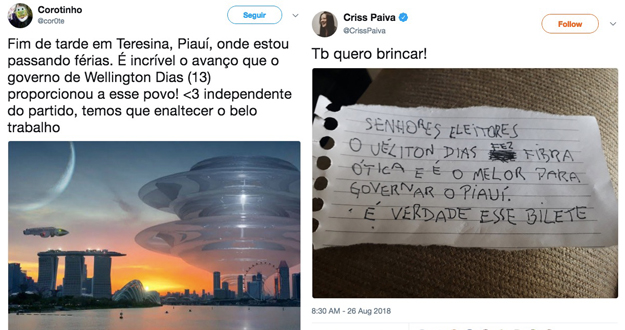 Corotinho
@cor0te
Seguir
Fim de tarde em Teresina, Piauí, onde estou
passando férias. É incrível o avanço que o
governo de Wellington Dias (13)
proporcionou a esse povo! <3 independente
do partido, temos que enaltecer o belo
trabalho
Criss Paiva
@CrissPaiva
Follow
Tb quero brincar!
SENHORES ELEITORES
O UÉLITON DIAS FEZ FIBRA
ÓTICA E É O MELOR PARA
GOVERNAR O PIAUÍ.
É VERDADE ESSE BILETE
8:30 AM - 26 Aug 2018